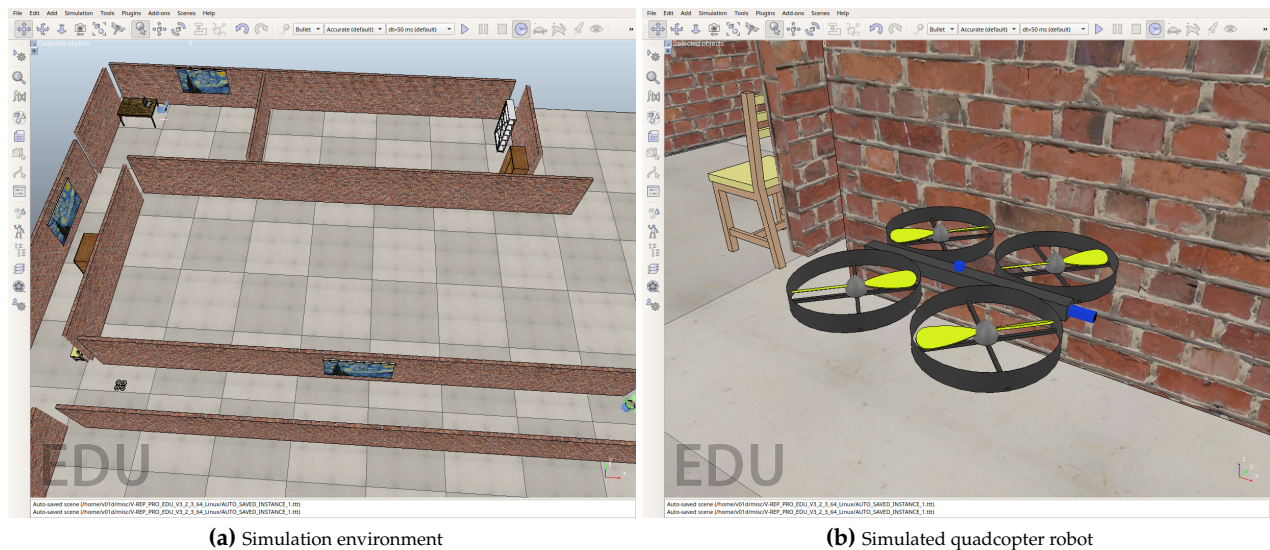 File Edit Add Simulation Tools Plugins Add-ons Scenes Help
Bullet Accurate (default) dt=50 ms (default) »
Selected objects
f(x)
EDU
Auto-saved scene (/home/v01d/misc/V-REP_PRO_EDU_V3_2_3_64_Linux/AUTO_SAVED_INSTANCE_1.ttt)
Auto-saved scene (/home/v01d/misc/V-REP_PRO_EDU_V3_2_3_64_Linux/AUTO_SAVED_INSTANCE_1.ttt)
(a) Simulation environment
File Edit Add Simulation Tools Plugins Add-ons Scenes Help
Bullet Accurate (default) dt=50 ms (default) »
Selected objects
f(x)
EDU
Auto-saved scene (/home/v01d/misc/V-REP_PRO_EDU_V3_2_3_64_Linux/AUTO_SAVED_INSTANCE_1.ttt)
Auto-saved scene (/home/v01d/misc/V-REP_PRO_EDU_V3_2_3_64_Linux/AUTO_SAVED_INSTANCE_1.ttt)
(b) Simulated quadcopter robot